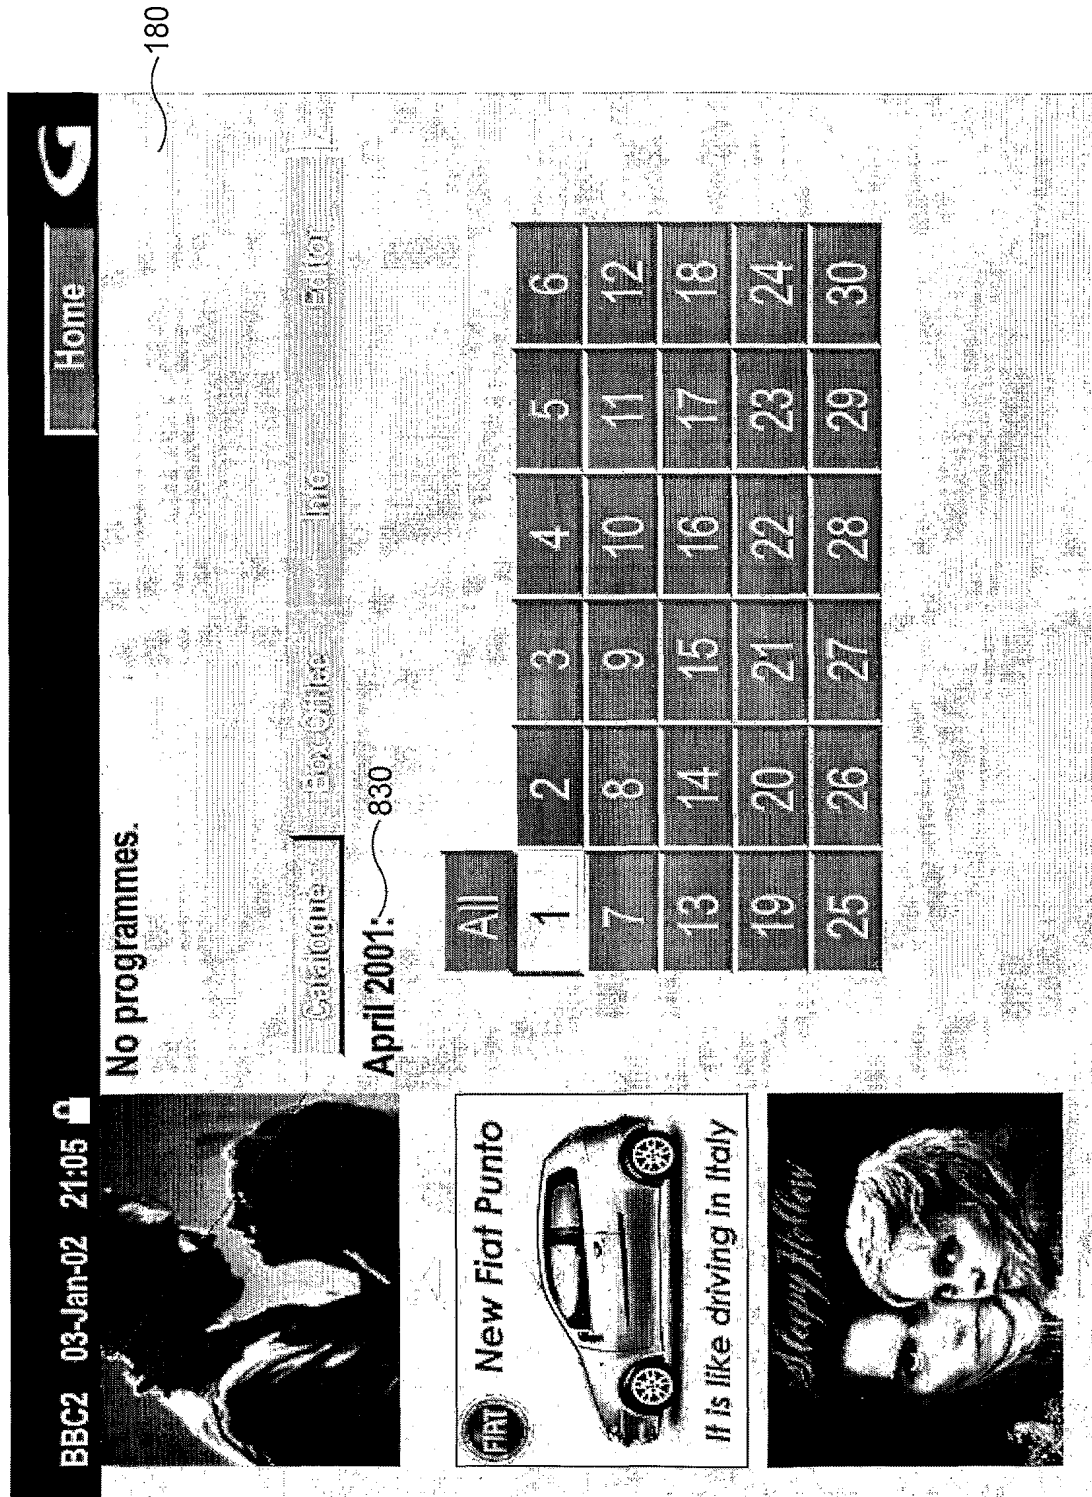 BBC2 03-Jan-02 21:05
Home
No programmes.
180
Catalogue Box Office Info Editor
April 2001:
830
All
1 2 3 4 5 6
7 8 9 10 11 12
13 14 15 16 17 18
19 20 21 22 23 24
25 26 27 28 29 30
FIAT New Fiat Punto
It is like driving in Italy